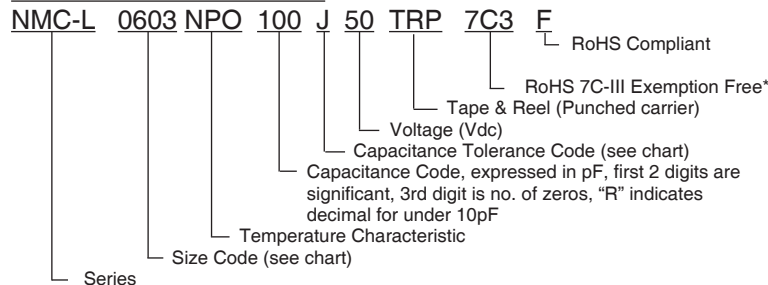 NMC-L 0603 NPO 100 J 50 TRP 7C3 F
RoHS Compliant
RoHS 7C-III Exemption Free*
Tape & Reel (Punched carrier)
Voltage (Vdc)
Capacitance Tolerance Code (see chart)
Capacitance Code, expressed in pF, first 2 digits are
significant, 3rd digit is no. of zeros, “R” indicates
decimal for under 10pF
Temperature Characteristic
Size Code (see chart)
Series